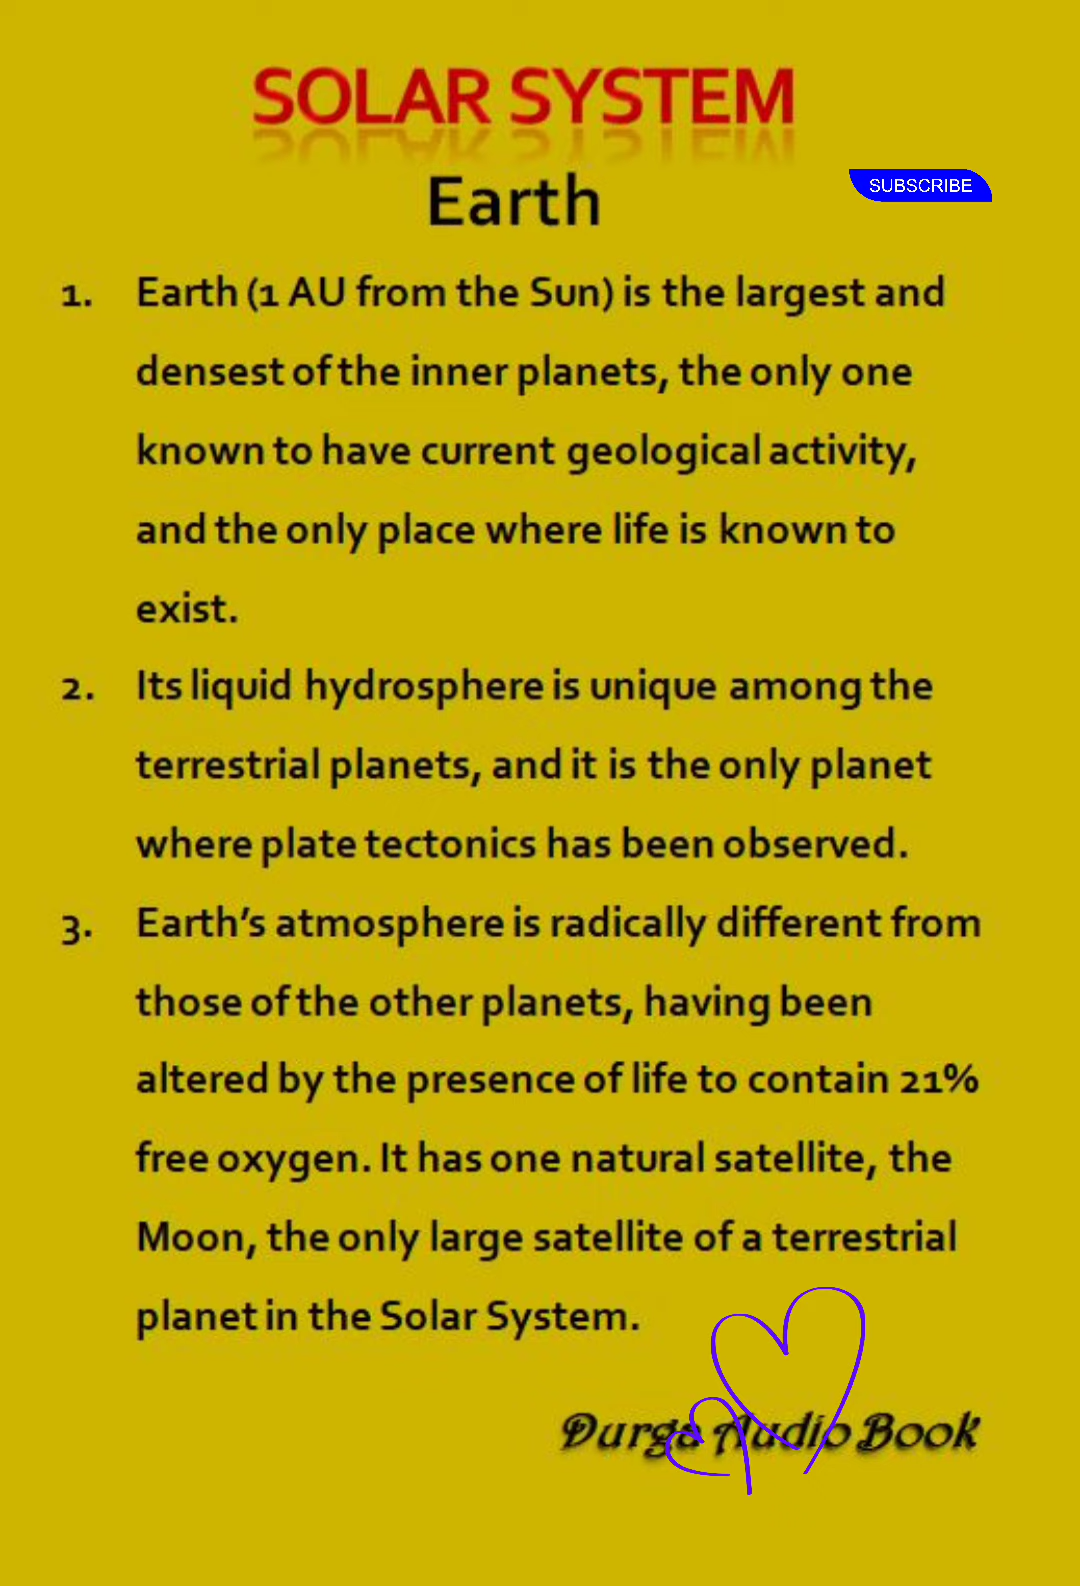 SOLAR SYSTEM
Earth
SUBSCRIBE
1. Earth (1 AU from the Sun) is the largest and
densest of the inner planets, the only one
known to have current geological activity,
and the only place where life is known to
exist.
2. Its liquid hydrosphere is unique among the
terrestrial planets, and it is the only planet
where plate tectonics has been observed.
3. Earth’s atmosphere is radically different from
those of the other planets, having been
altered by the presence of life to contain 21%
free oxygen. It has one natural satellite, the
Moon, the only large satellite of a terrestrial
planet in the Solar System.
Durga Audio Book